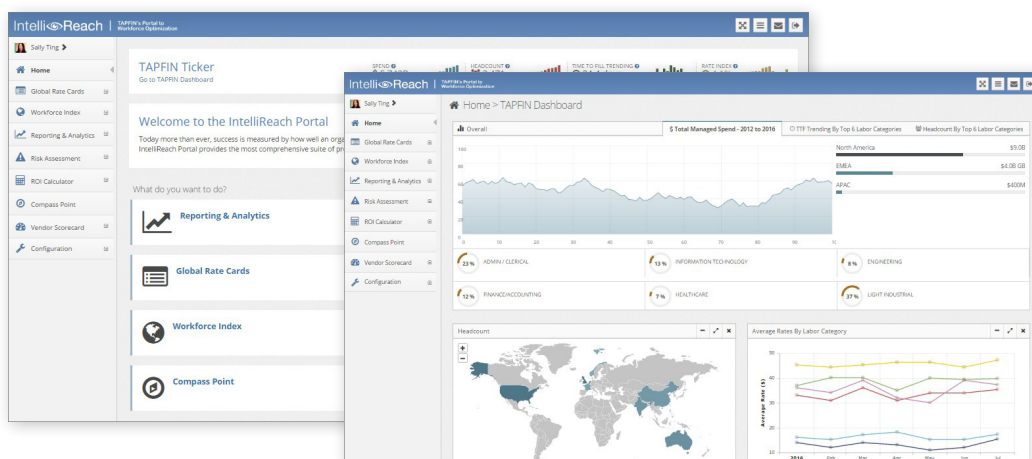 IntelliReach
TAPFIN's Portal to
Workforce Optimization
Sally Ting
Home
Global Rate Cards
Workforce Index
Reporting & Analytics
Risk Assessment
ROI Calculator
Compass Point
Vendor Scorecard
Configuration
TAPFIN Ticker
Go to TAPFIN Dashboard
SPEND
HEADCOUNT
TIME TO FILL TRENDING
RATE INDEX
Welcome to the IntelliReach Portal
Today more than ever, success is measured by how well an orga
IntelliReach Portal provides the most comprehensive suite of pro
What do you want to do?
Reporting & Analytics
Global Rate Cards
Workforce Index
Compass Point
IntelliReach
TAPFIN's Portal to
Workforce Optimization
Sally Ting
Home
Global Rate Cards
Workforce Index
Reporting & Analytics
Risk Assessment
ROI Calculator
Compass Point
Vendor Scorecard
Configuration
Home > TAPFIN Dashboard
Overall
$ Total Managed Spend - 2012 to 2016
TTF Trending By Top 6 Labor Categories
Headcount By Top 6 Labor Categories
100
80
60
40
20
0 10 20 30 40 50 60 70 80 90
North America $9.0B
EMEA $4.08 GB
APAC $400M
23 % ADMIN / CLERICAL
13 % INFORMATION TECHNOLOGY
8 % ENGINEERING
12 % FINANCE/ACCOUNTING
7 % HEALTHCARE
37 % LIGHT INDUSTRIAL
Headcount
+
−
Average Rates By Labor Category
Average Rate ($)
50
40
30
20
10
2016 Feb Mar Apr May Jun Jul